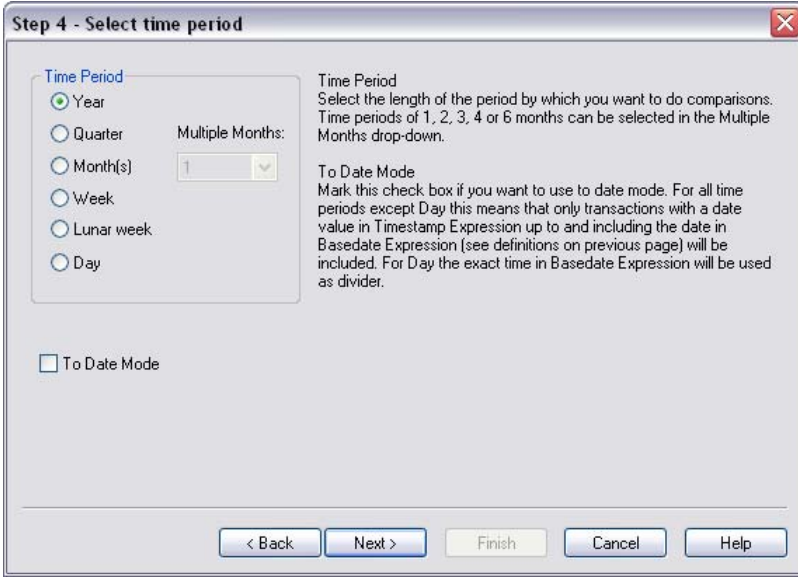 Step 4 - Select time period
Time Period
Year
Quarter
Multiple Months:
Month(s)
1
Week
Lunar week
Day
To Date Mode
Time Period
Select the length of the period by which you want to do comparisons.
Time periods of 1, 2, 3, 4 or 6 months can be selected in the Multiple
Months drop-down.
To Date Mode
Mark this check box if you want to use to date mode. For all time
periods except Day this means that only transactions with a date
value in Timestamp Expression up to and including the date in
Basedate Expression (see definitions on previous page) will be
included. For Day the exact time in Basedate Expression will be used
as divider.
< Back
Next >
Finish
Cancel
Help